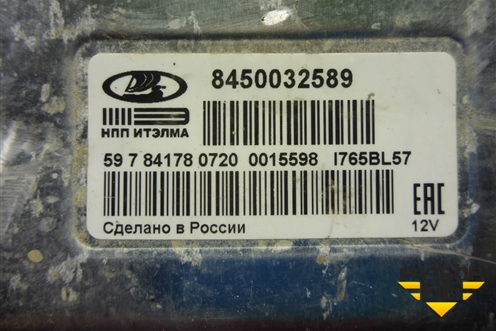 8450032589
НПП ИТЭЛМА
59 7 84178 0720 0015598 I765BL57
Сделано в России
EAC
12V